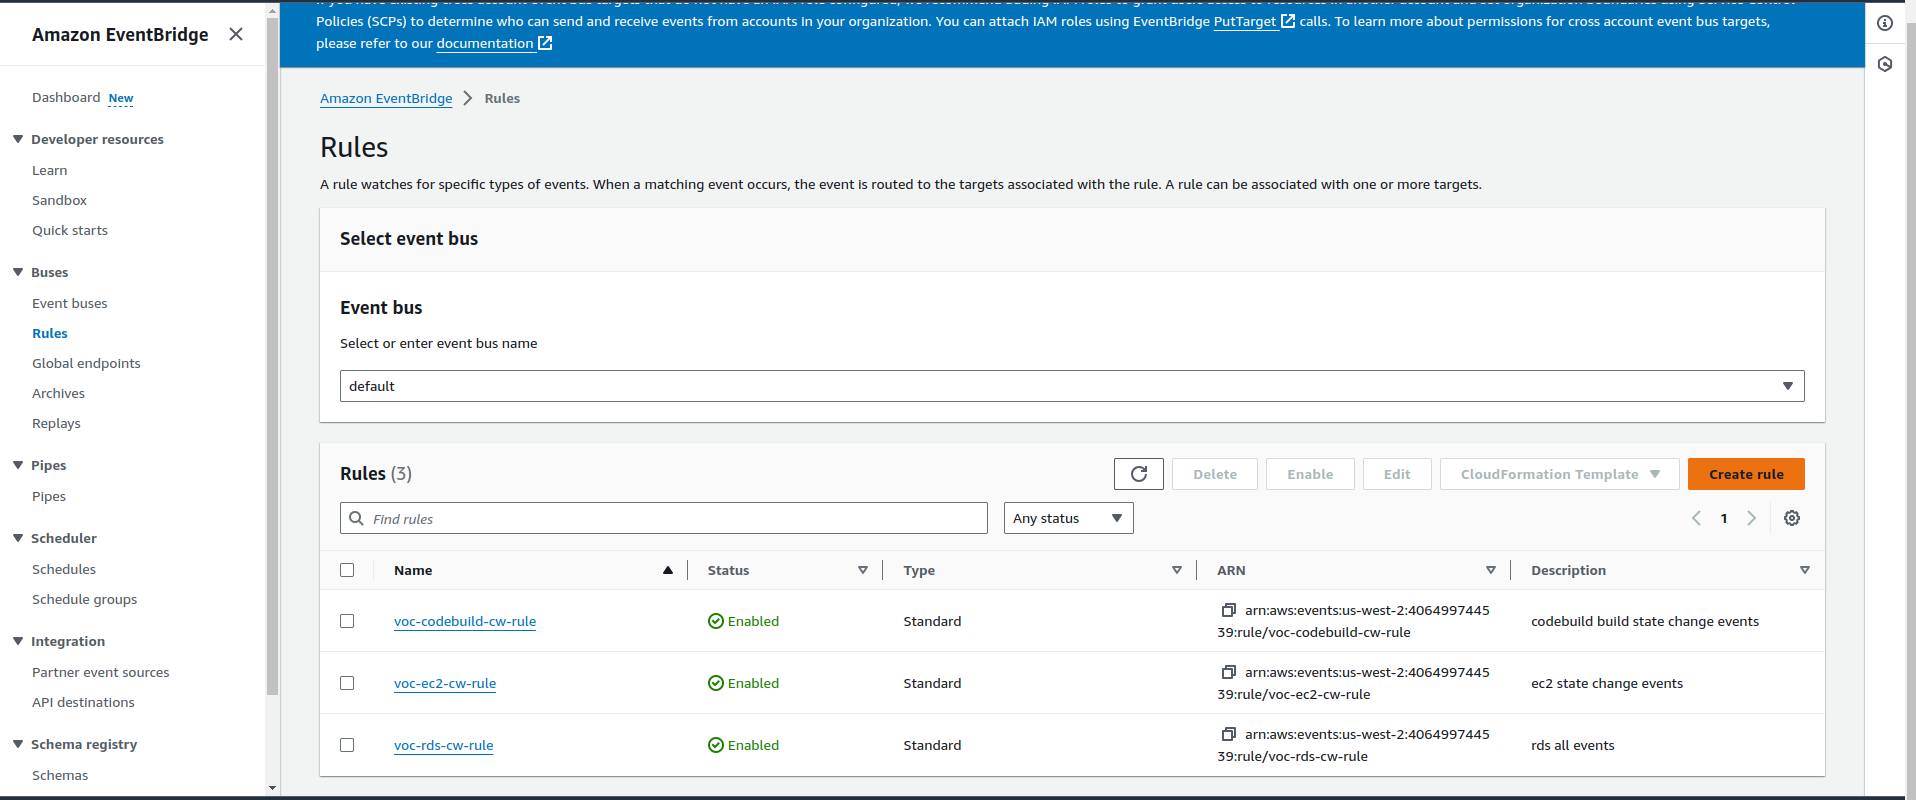 Amazon EventBridge
Dashboard New
Developer resources
Learn
Sandbox
Quick starts
Buses
Event buses
Rules
Global endpoints
Archives
Replays
Pipes
Pipes
Scheduler
Schedules
Schedule groups
Integration
Partner event sources
API destinations
Schema registry
Schemas
Policies (SCPs) to determine who can send and receive events from accounts in your organization. You can attach IAM roles using EventBridge PutTarget calls. To learn more about permissions for cross account event bus targets,
please refer to our documentation
Amazon EventBridge Rules
Rules
A rule watches for specific types of events. When a matching event occurs, the event is routed to the targets associated with the rule. A rule can be associated with one or more targets.
Select event bus
Event bus
Select or enter event bus name
default
Rules (3)
Delete
Enable
Edit
CloudFormation Template
Create rule
Find rules
Any status
1
Name Status Type ARN Description
voc-codebuild-cw-rule Enabled Standard arn:aws:events:us-west-2:4064997445
39:rule/voc-codebuild-cw-rule codebuild build state change events
voc-ec2-cw-rule Enabled Standard arn:aws:events:us-west-2:4064997445
39:rule/voc-ec2-cw-rule ec2 state change events
voc-rds-cw-rule Enabled Standard arn:aws:events:us-west-2:4064997445
39:rule/voc-rds-cw-rule rds all events